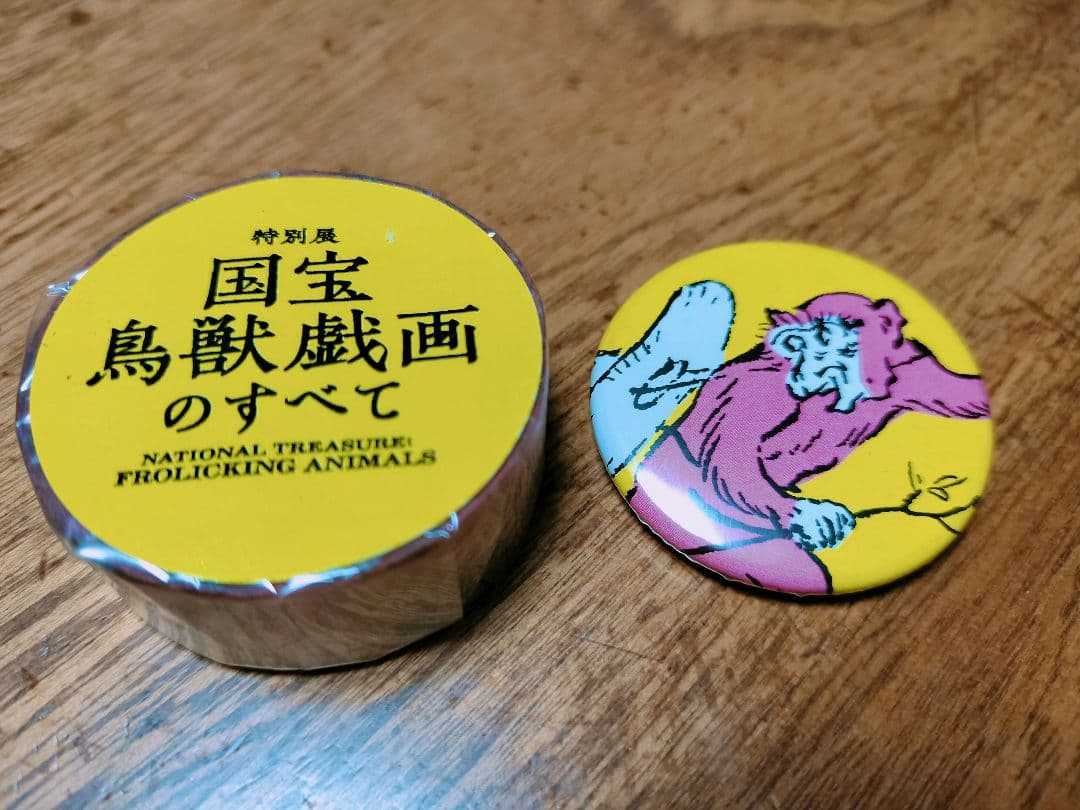 特別展
国宝
鳥獣戯画
のすべて
NATIONAL TREASURE:
FROLICKING ANIMALS